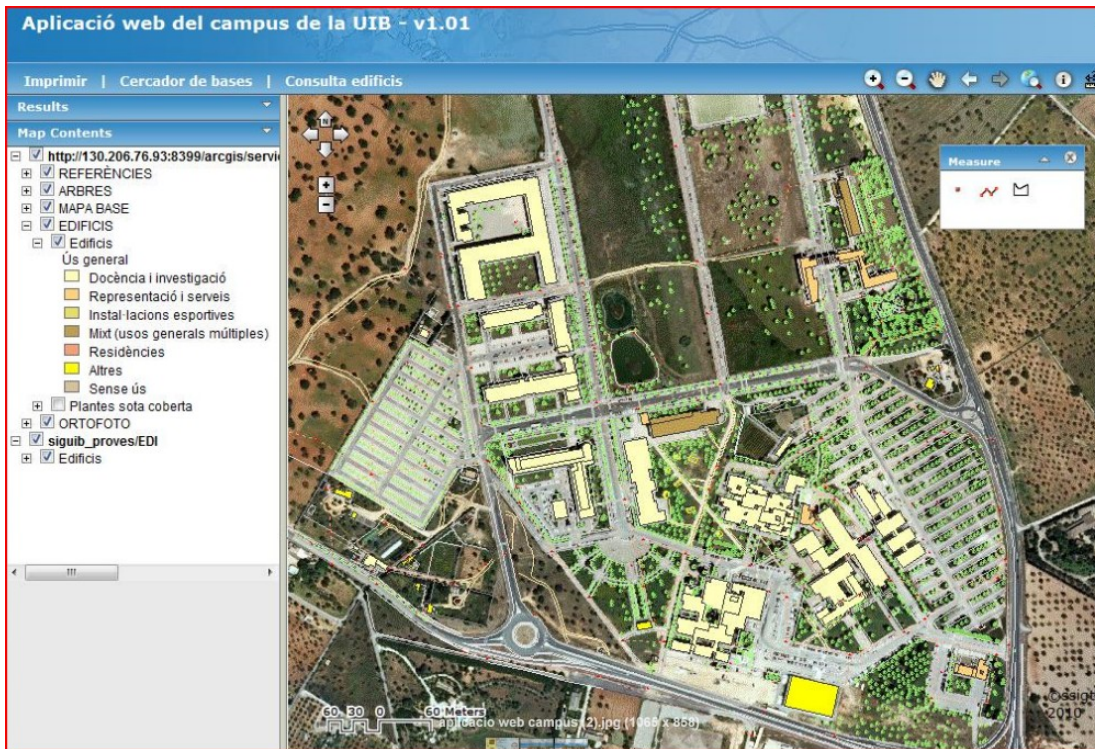 Aplicació web del campus de la UIB - v1.01
Imprimir | Cercador de bases | Consulta edificis
Results
Map Contents
http://130.206.76.93:8399/arcgis/servi
REFERÈNCIES
ARBRES
MAPA BASE
EDIFICIS
Edificis
Ús general
Docència i investigació
Representació i serveis
Instal·lacions esportives
Mixt (usos generals múltiples)
Residències
Altres
Sense ús
Plantes sota coberta
ORTOFOTO
siguib_proves/EDI
Edificis
N
Measure
60 30 0 60 Meters
aplicacio web campus (2).jpg (1066 x 858)
2010